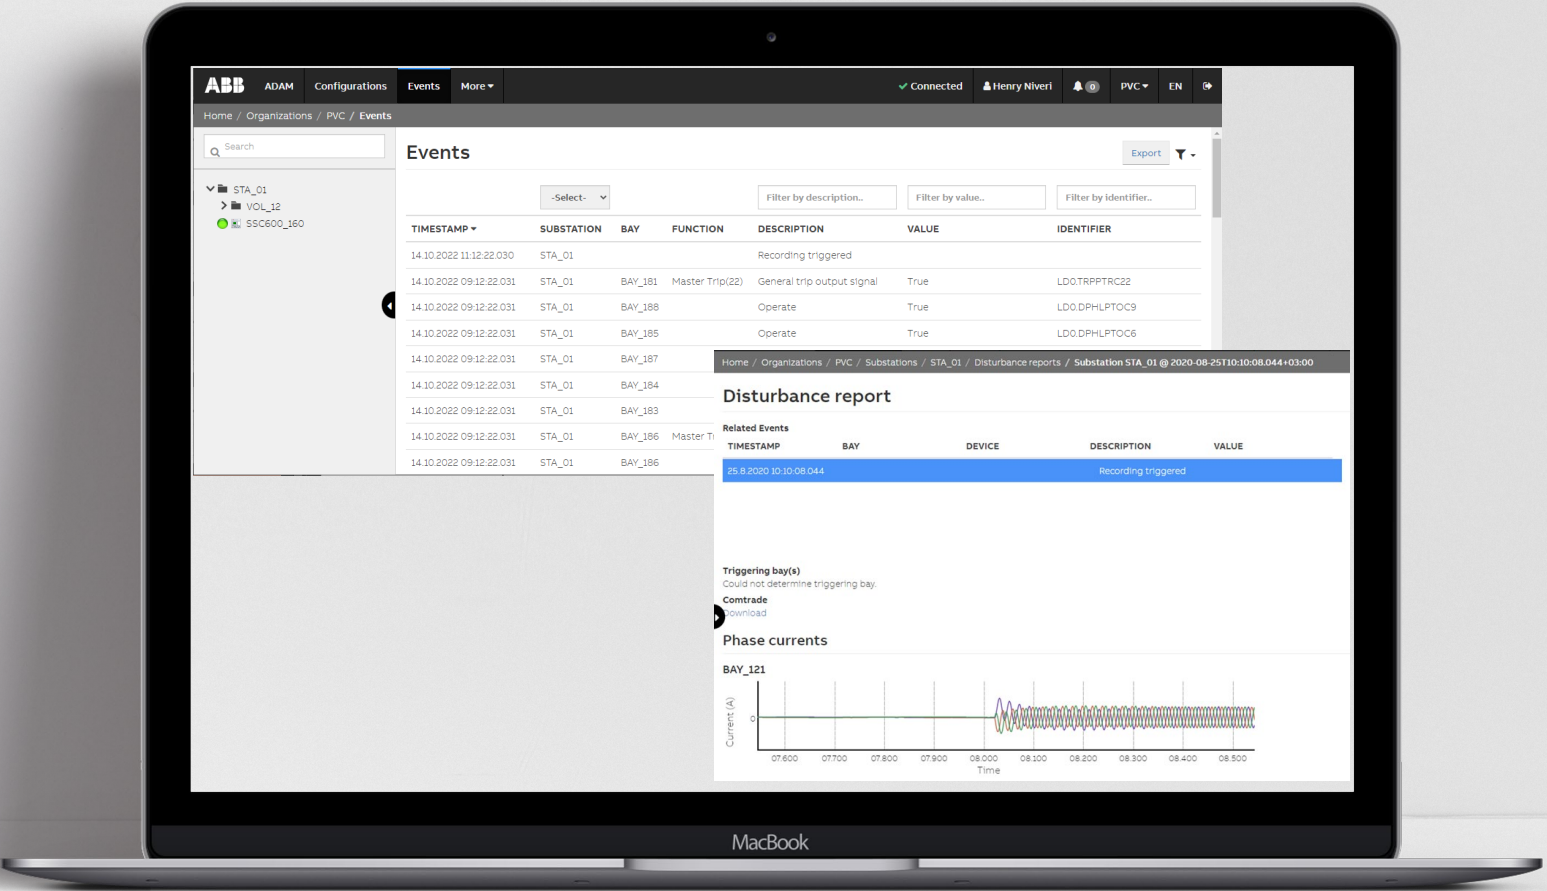 ABB ADAM Configurations Events More Connected Henry Niveri 0 PVC EN
Home / Organizations / PVC / Events
Search
Events
Export
STA_01
VOL_12
SSC600_160
-Select- Filter by description.. Filter by value.. Filter by identifier..
TIMESTAMP SUBSTATION BAY FUNCTION DESCRIPTION VALUE IDENTIFIER
14.10.2022 11:12:22.030 STA_01 Recording triggered
14.10.2022 09:12:22.031 STA_01 BAY_181 Master Trip(22) General trip output signal True LD0.TRPPTRC22
14.10.2022 09:12:22.031 STA_01 BAY_188 Operate True LD0.DPHLPTOC9
14.10.2022 09:12:22.031 STA_01 BAY_185 Operate True LD0.DPHLPTOC6
14.10.2022 09:12:22.031 STA_01 BAY_187
14.10.2022 09:12:22.031 STA_01 BAY_184
14.10.2022 09:12:22.031 STA_01 BAY_183
14.10.2022 09:12:22.031 STA_01 BAY_186 Master
14.10.2022 09:12:22.031 STA_01 BAY_186
Home / Organizations / PVC / Substations / STA_01 / Disturbance reports / Substation STA_01 @ 2020-08-25T10:10:08.044+03:00
Disturbance report
Related Events
TIMESTAMP BAY DEVICE DESCRIPTION VALUE
25.8.2020 10:10:08.044 Recording triggered
Triggering bay(s)
Could not determine triggering bay.
Comtrade
Download
Phase currents
BAY_121
Current (A)
0
07.600 07.700 07.800 07.900 08.000 08.100 08.200 08.300 08.400 08.500
Time
MacBook